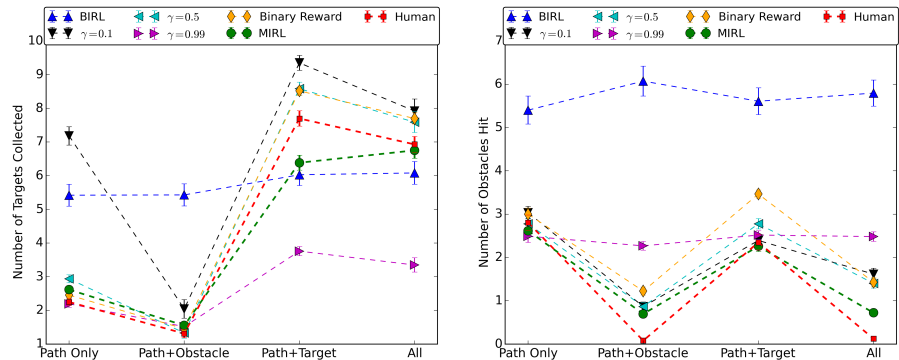 BIRL
γ=0.5
Binary Reward
Human
γ=0.1
γ=0.99
MIRL
10
9
8
7
6
5
4
3
2
1
Number of Targets Collected
Path Only
Path+Obstacle
Path+Target
All
BIRL
γ=0.5
Binary Reward
Human
γ=0.1
γ=0.99
MIRL
7
6
5
4
3
2
1
0
Number of Obstacles Hit
Path Only
Path+Obstacle
Path+Target
All